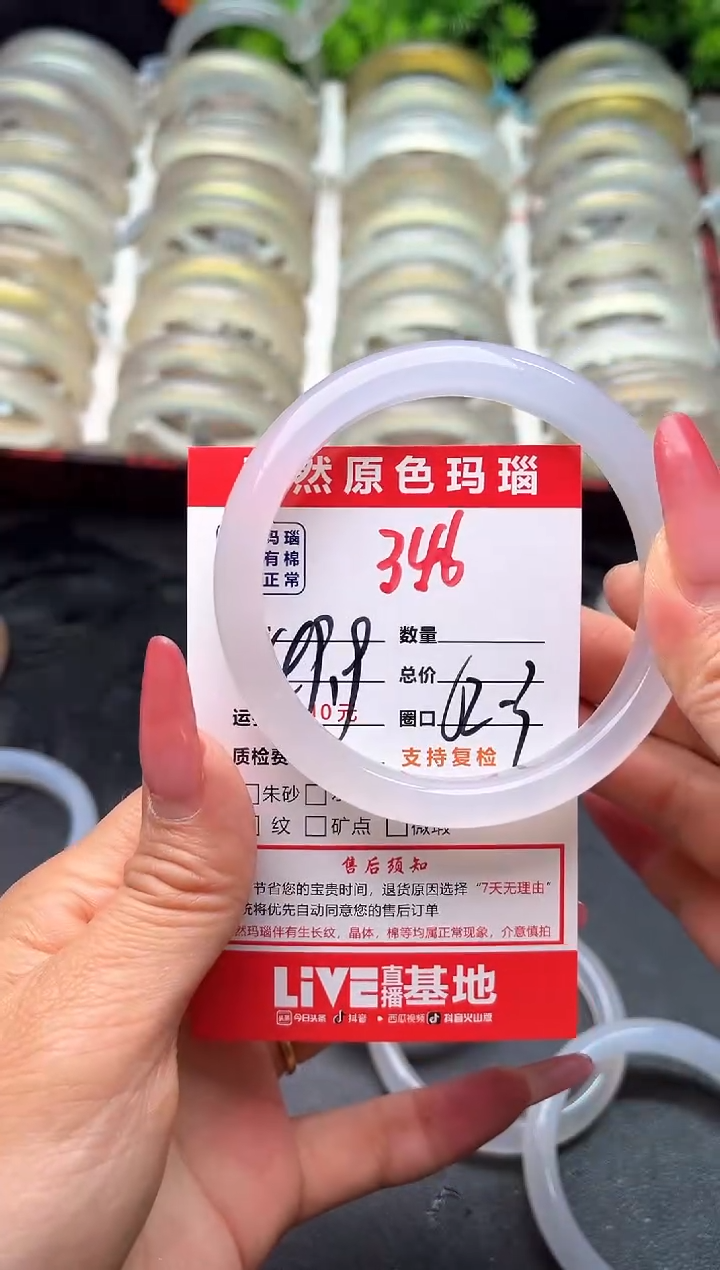 然原色玛瑙
玛瑙
有棉
正常
346
数量
总价
运 10元
圈口
质检费
支持复检
朱砂
纹 矿点 微瑕
售后须知
节省您的宝贵时间，退货原因选择“7天无理由”
统将优先自动同意您的售后订单
然玛瑙伴有生长纹，晶体，棉等均属正常现象，介意慎拍
LIVE直播基地
头条 今日头条 抖音 西瓜视频 抖音火山版